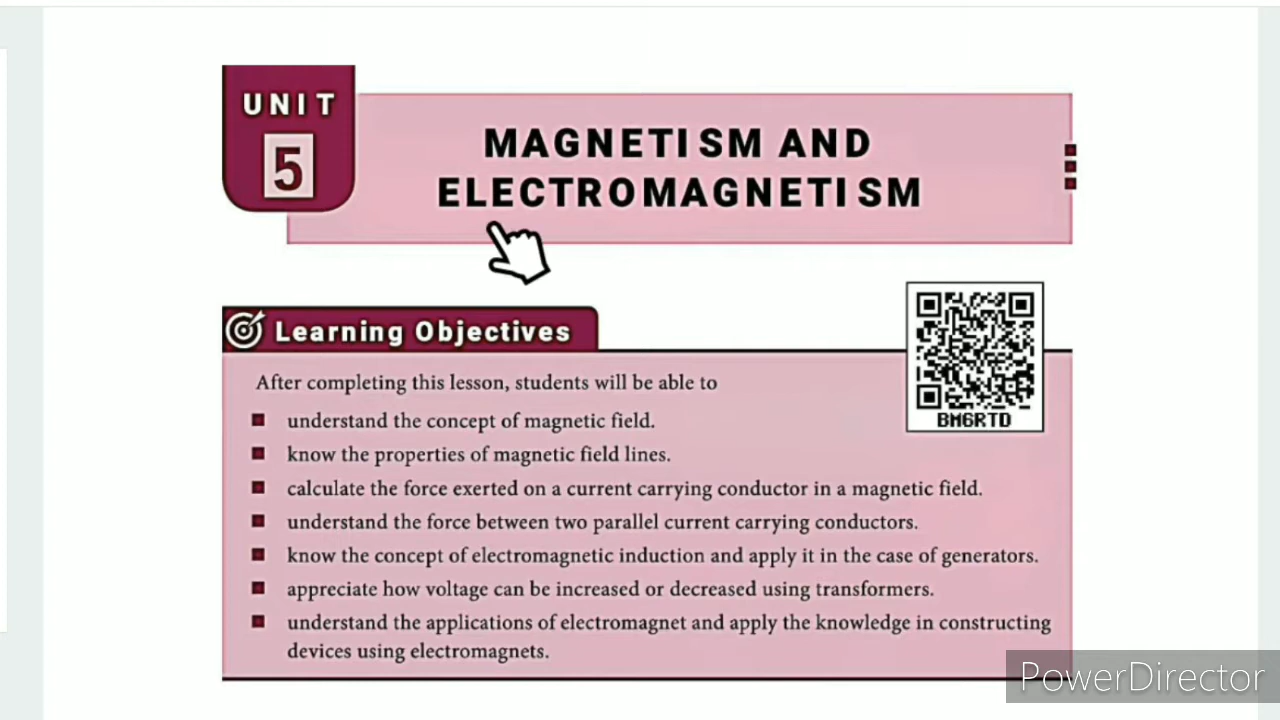 UNIT
5
MAGNETISM AND
ELECTROMAGNETISM
Learning Objectives
BM6RTD
After completing this lesson, students will be able to
understand the concept of magnetic field.
know the properties of magnetic field lines.
calculate the force exerted on a current carrying conductor in a magnetic field.
understand the force between two parallel current carrying conductors.
know the concept of electromagnetic induction and apply it in the case of generators.
appreciate how voltage can be increased or decreased using transformers.
understand the applications of electromagnet and apply the knowledge in constructing
devices using electromagnets.
PowerDirector